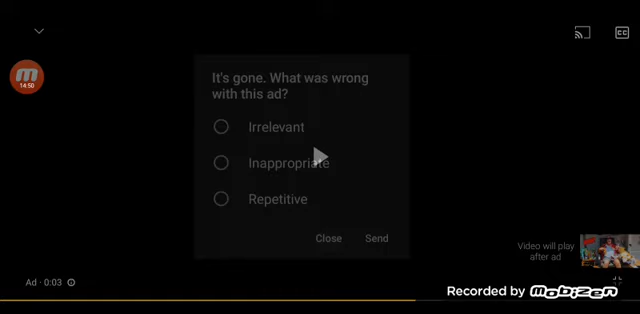 CC
14:50
It's gone. What was wrong
with this ad?
Irrelevant
Inappropriate
Repetitive
Close Send
Video will play
after ad
Ad · 0:03
Recorded by mobizen